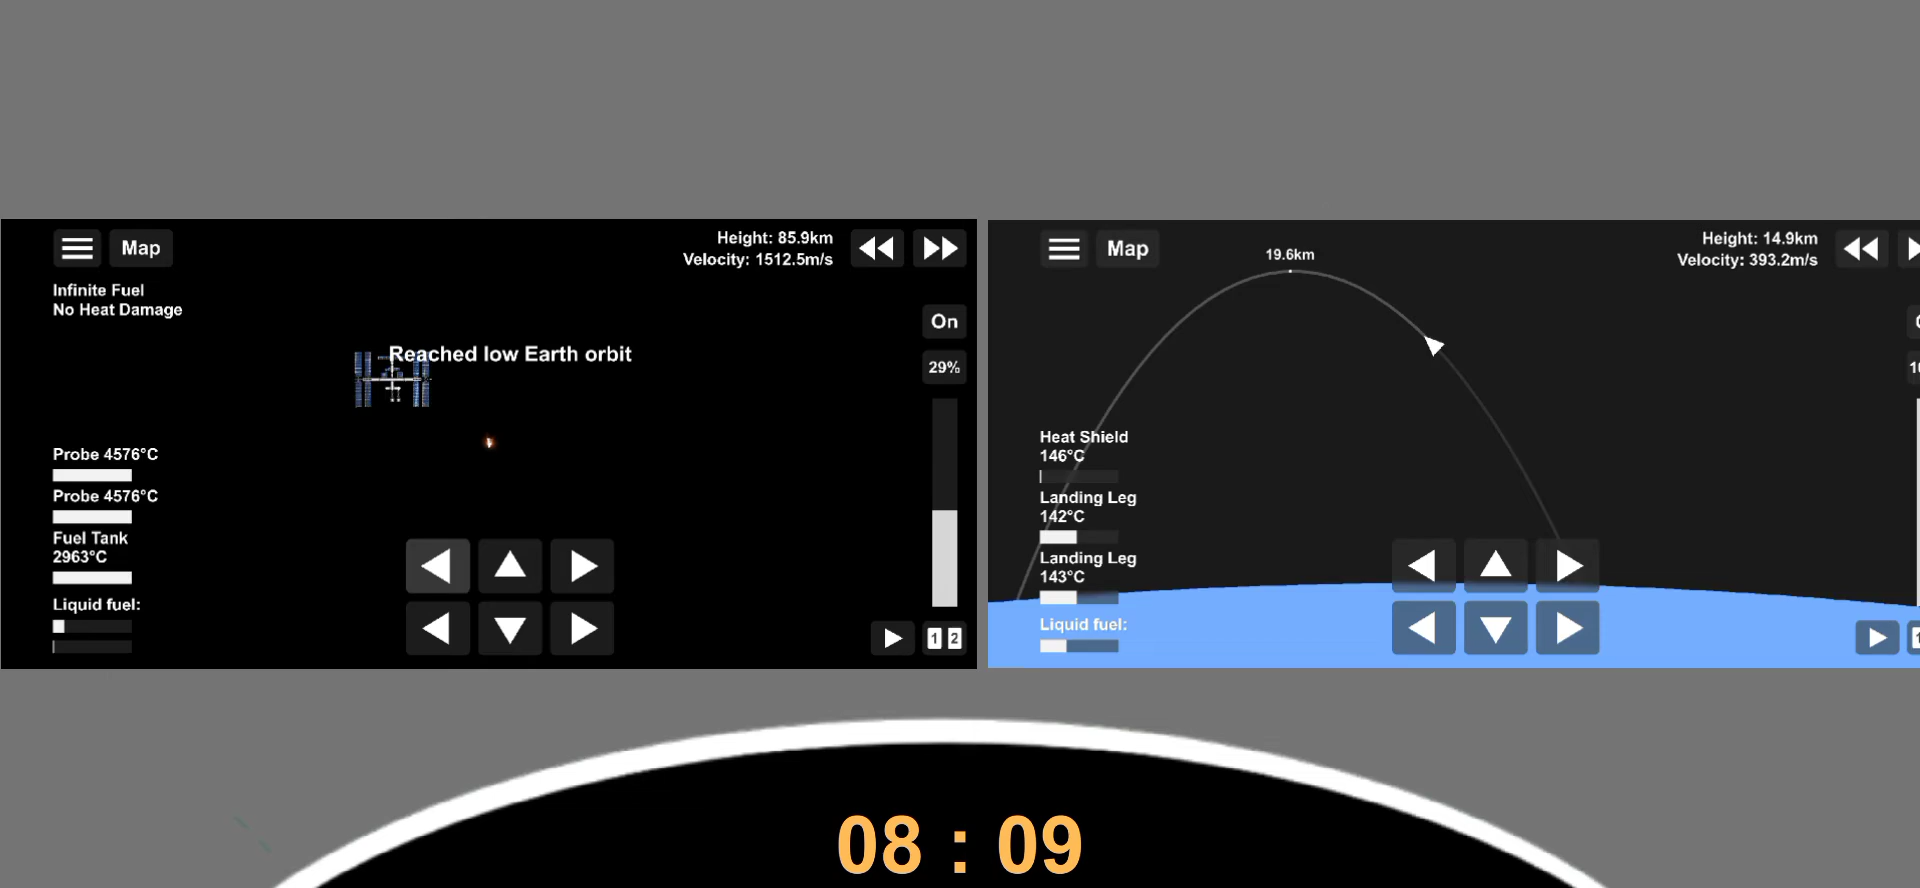 Map
Height: 85.9km
Velocity: 1512.5m/s
Infinite Fuel
No Heat Damage
On
Reached low Earth orbit
29%
Probe 4576°C
Probe 4576°C
Fuel Tank
2963°C
Liquid fuel:
1 2
Map
19.6km
Height: 14.9km
Velocity: 393.2m/s
Heat Shield
146°C
Landing Leg
142°C
Landing Leg
143°C
Liquid fuel:
08 : 09